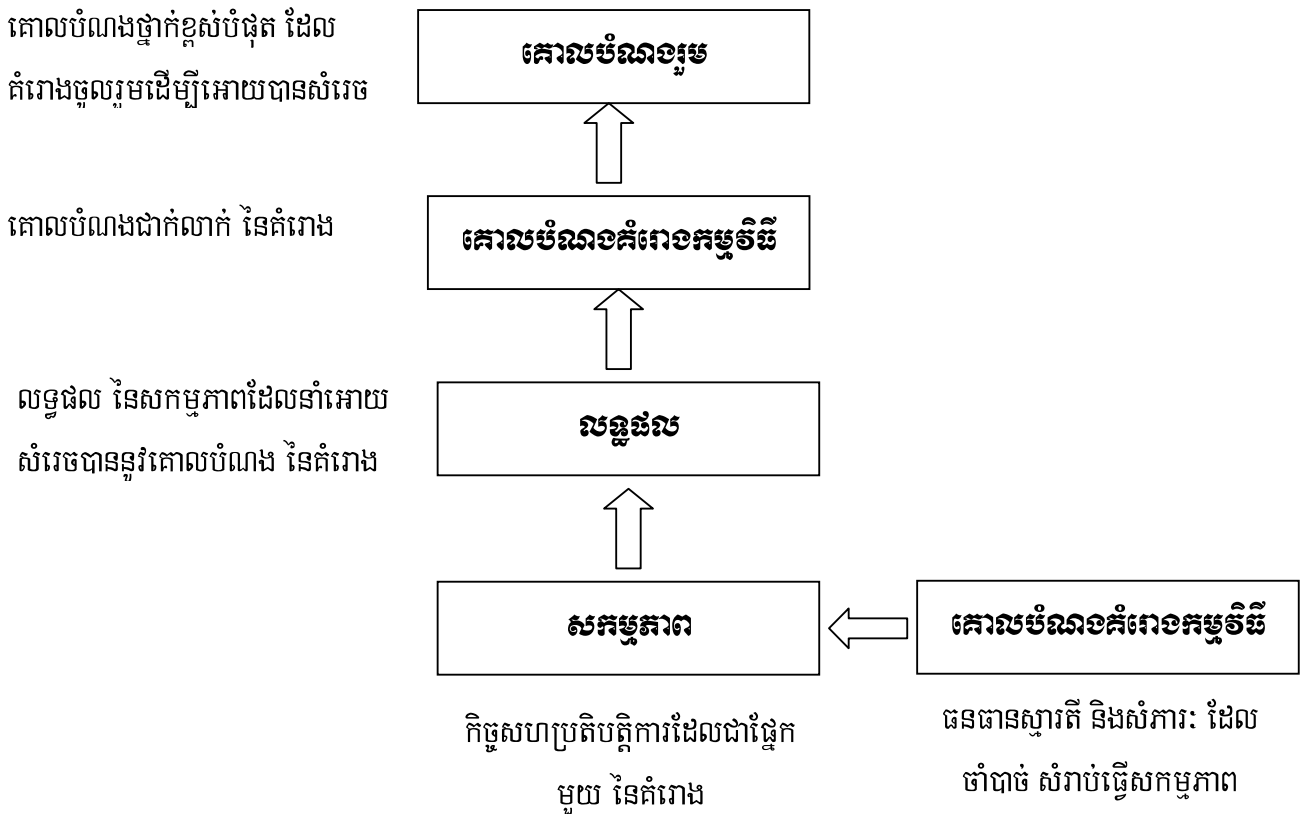 គោលបំណងថ្នាក់ខ្ពស់បំផុត ដែល
គំរោងចូលរួមដើម្បីអោយបានសំរេច
គោលបំណងរួម
គោលបំណងជាក់លាក់ នៃគំរោង
គោលបំណងគំរោងកម្មវិធី
លទ្ធផល នៃសកម្មភាពដែលនាំអោយ
សំរេចបាននូវគោលបំណង នៃគំរោង
លទ្ធផល
សកម្មភាព
គោលបំណងគំរោងកម្មវិធី
កិច្ចសហប្រតិបត្តិការដែលជាផ្នែក
មួយ នៃគំរោង
ធនធានស្មារតី និងសំភារៈ ដែល
ចាំបាច់ សំរាប់ធ្វើសកម្មភាព